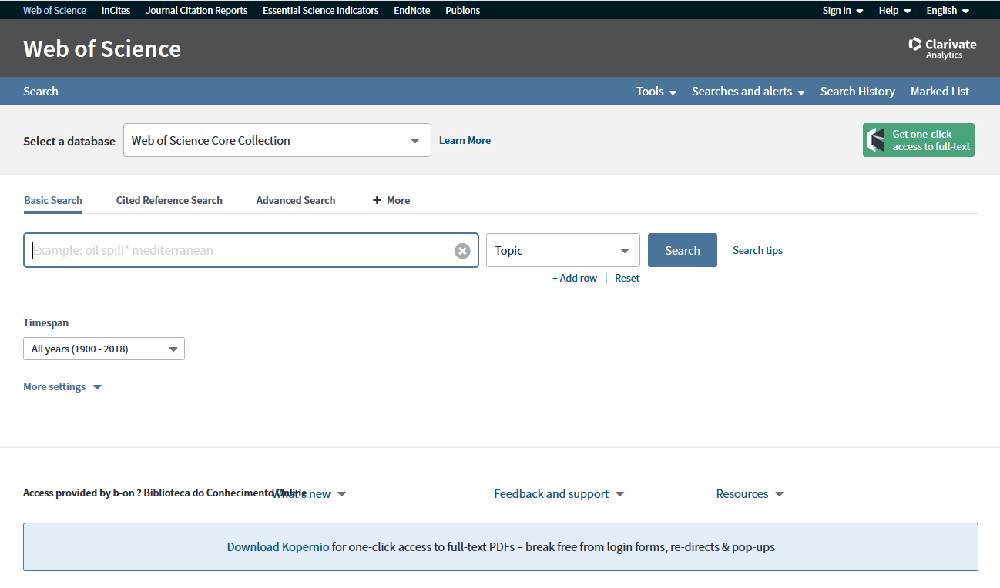 Web of Science InCites Journal Citation Reports Essential Science Indicators EndNote Publons Sign In Help English
Web of Science
Clarivate
Analytics
Search Tools Searches and alerts Search History Marked List
Select a database Web of Science Core Collection Learn More
Get one-click
access to full-text
Basic Search Cited Reference Search Advanced Search + More
Example: oil spill* mediterranean Topic Search Search tips
+ Add row | Reset
Timespan
All years (1900 - 2018)
More settings
Access provided by b-on ? Biblioteca do Conhecimento Online What's new Feedback and support Resources
Download Kopernio for one-click access to full-text PDFs – break free from login forms, re-directs & pop-ups